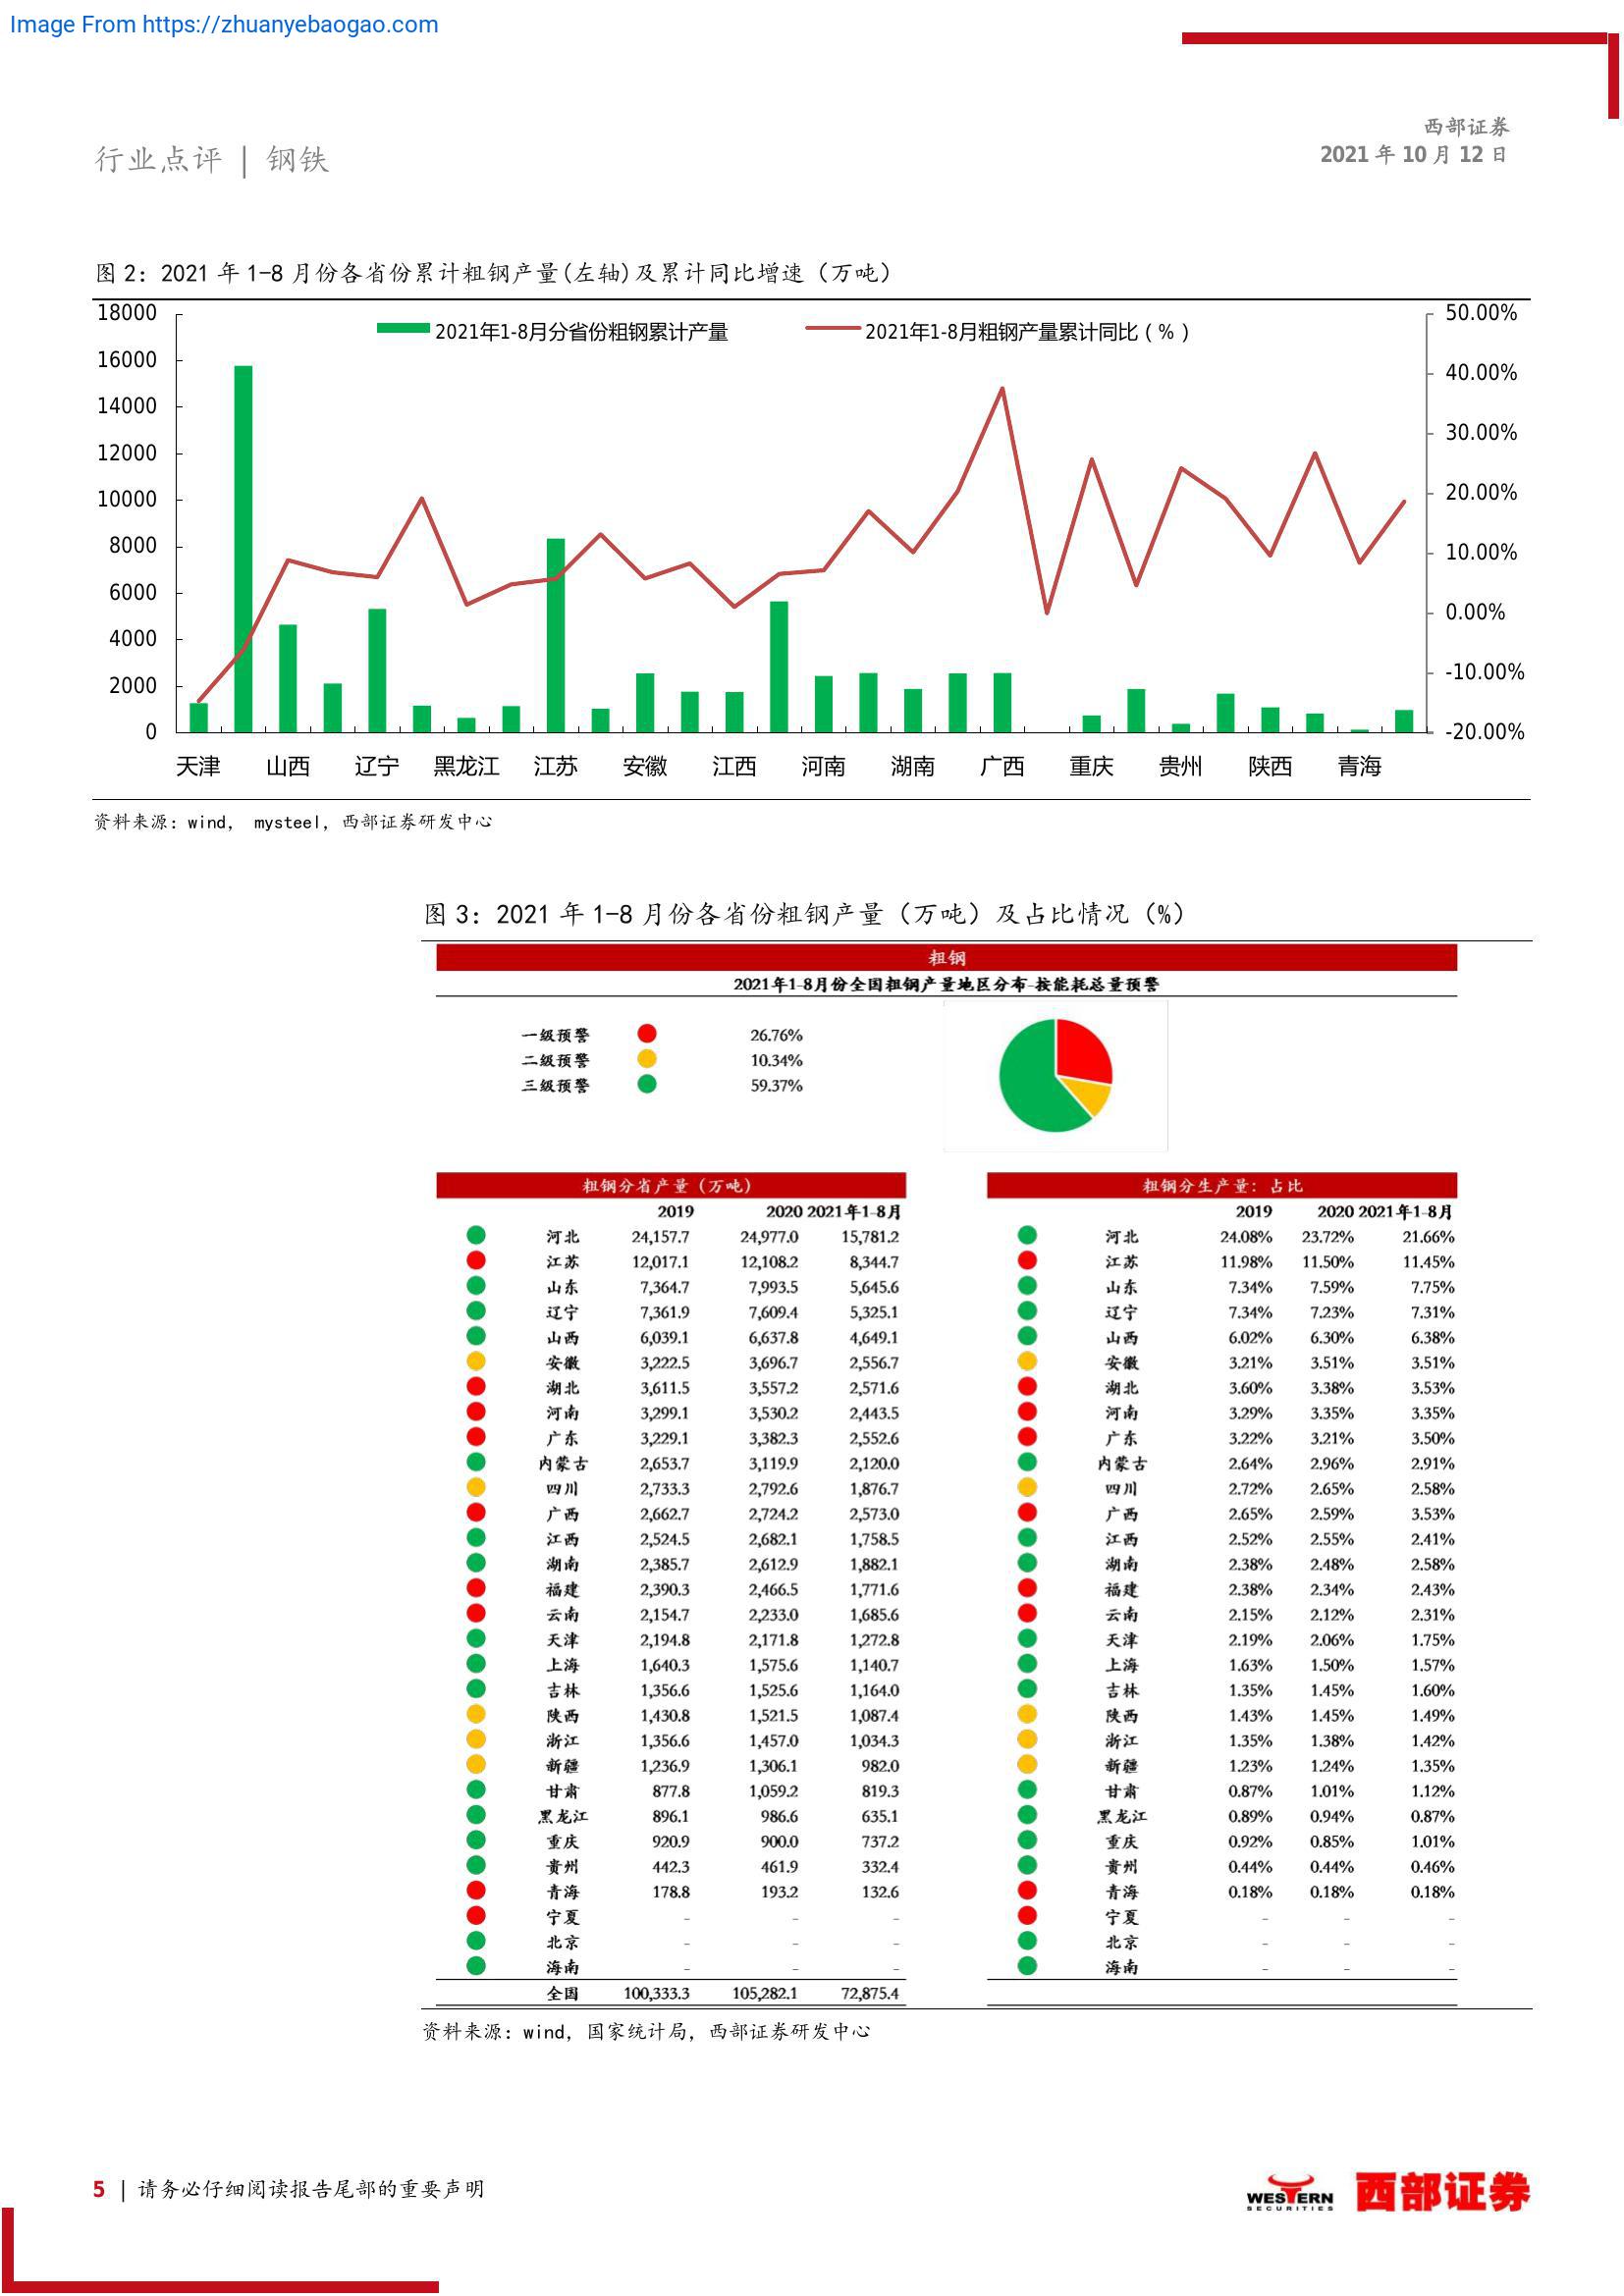 Image From https://zhuanyebaogao.com
行业点评 | 钢铁
西部证券
2021 年 10 月 12 日
图 2：2021 年 1-8 月份各省份累计粗钢产量(左轴)及累计同比增速（万吨）
2021年1-8月分省份粗钢累计产量
2021年1-8月粗钢产量累计同比（%）
18000
16000
14000
12000
10000
8000
6000
4000
2000
0
50.00%
40.00%
30.00%
20.00%
10.00%
0.00%
-10.00%
-20.00%
天津 山西 辽宁 黑龙江 江苏 安徽 江西 河南 湖南 广西 重庆 贵州 陕西 青海
资料来源：wind， mysteel，西部证券研发中心
图 3：2021 年 1-8 月份各省份粗钢产量（万吨）及占比情况（%）
粗钢
2021年1-8月份全国粗钢产量地区分布-按能耗总量预警
一级预警 26.76%
二级预警 10.34%
三级预警 59.37%
粗钢分省产量（万吨） 粗钢分生产量：占比
2019 2020 2021年1-8月 2019 2020 2021年1-8月
河北 24,157.7 24,977.0 15,781.2 河北 24.08% 23.72% 21.66%
江苏 12,017.1 12,108.2 8,344.7 江苏 11.98% 11.50% 11.45%
山东 7,364.7 7,993.5 5,645.6 山东 7.34% 7.59% 7.75%
辽宁 7,361.9 7,609.4 5,325.1 辽宁 7.34% 7.23% 7.31%
山西 6,039.1 6,637.8 4,649.1 山西 6.02% 6.30% 6.38%
安徽 3,222.5 3,696.7 2,556.7 安徽 3.21% 3.51% 3.51%
湖北 3,611.5 3,557.2 2,571.6 湖北 3.60% 3.38% 3.53%
河南 3,299.1 3,530.2 2,443.5 河南 3.29% 3.35% 3.35%
广东 3,229.1 3,382.3 2,552.6 广东 3.22% 3.21% 3.50%
内蒙古 2,653.7 3,119.9 2,120.0 内蒙古 2.64% 2.96% 2.91%
四川 2,733.3 2,792.6 1,876.7 四川 2.72% 2.65% 2.58%
广西 2,662.7 2,724.2 2,573.0 广西 2.65% 2.59% 3.53%
江西 2,524.5 2,682.1 1,758.5 江西 2.52% 2.55% 2.41%
湖南 2,385.7 2,612.9 1,882.1 湖南 2.38% 2.48% 2.58%
福建 2,390.3 2,466.5 1,771.6 福建 2.38% 2.34% 2.43%
云南 2,154.7 2,233.0 1,685.6 云南 2.15% 2.12% 2.31%
天津 2,194.8 2,171.8 1,272.8 天津 2.19% 2.06% 1.75%
上海 1,640.3 1,575.6 1,140.7 上海 1.63% 1.50% 1.57%
吉林 1,356.6 1,525.6 1,164.0 吉林 1.35% 1.45% 1.60%
陕西 1,430.8 1,521.5 1,087.4 陕西 1.43% 1.45% 1.49%
浙江 1,356.6 1,457.0 1,034.3 浙江 1.35% 1.38% 1.42%
新疆 1,236.9 1,306.1 982.0 新疆 1.23% 1.24% 1.35%
甘肃 877.8 1,059.2 819.3 甘肃 0.87% 1.01% 1.12%
黑龙江 896.1 986.6 635.1 黑龙江 0.89% 0.94% 0.87%
重庆 920.9 900.0 737.2 重庆 0.92% 0.85% 1.01%
贵州 442.3 461.9 332.4 贵州 0.44% 0.44% 0.46%
青海 178.8 193.2 132.6 青海 0.18% 0.18% 0.18%
宁夏 - - - 宁夏 - - -
北京 - - - 北京 - - -
海南 - - - 海南 - - -
全国 100,333.3 105,282.1 72,875.4
资料来源：wind，国家统计局，西部证券研发中心
5 | 请务必仔细阅读报告尾部的重要声明
WESTERN
SECURITIES
西部证券